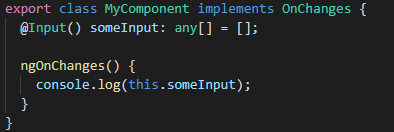 export class MyComponent implements OnChanges {
@Input() someInput: any[] = [];
ngOnChanges() {
console.log(this.someInput);
}
}